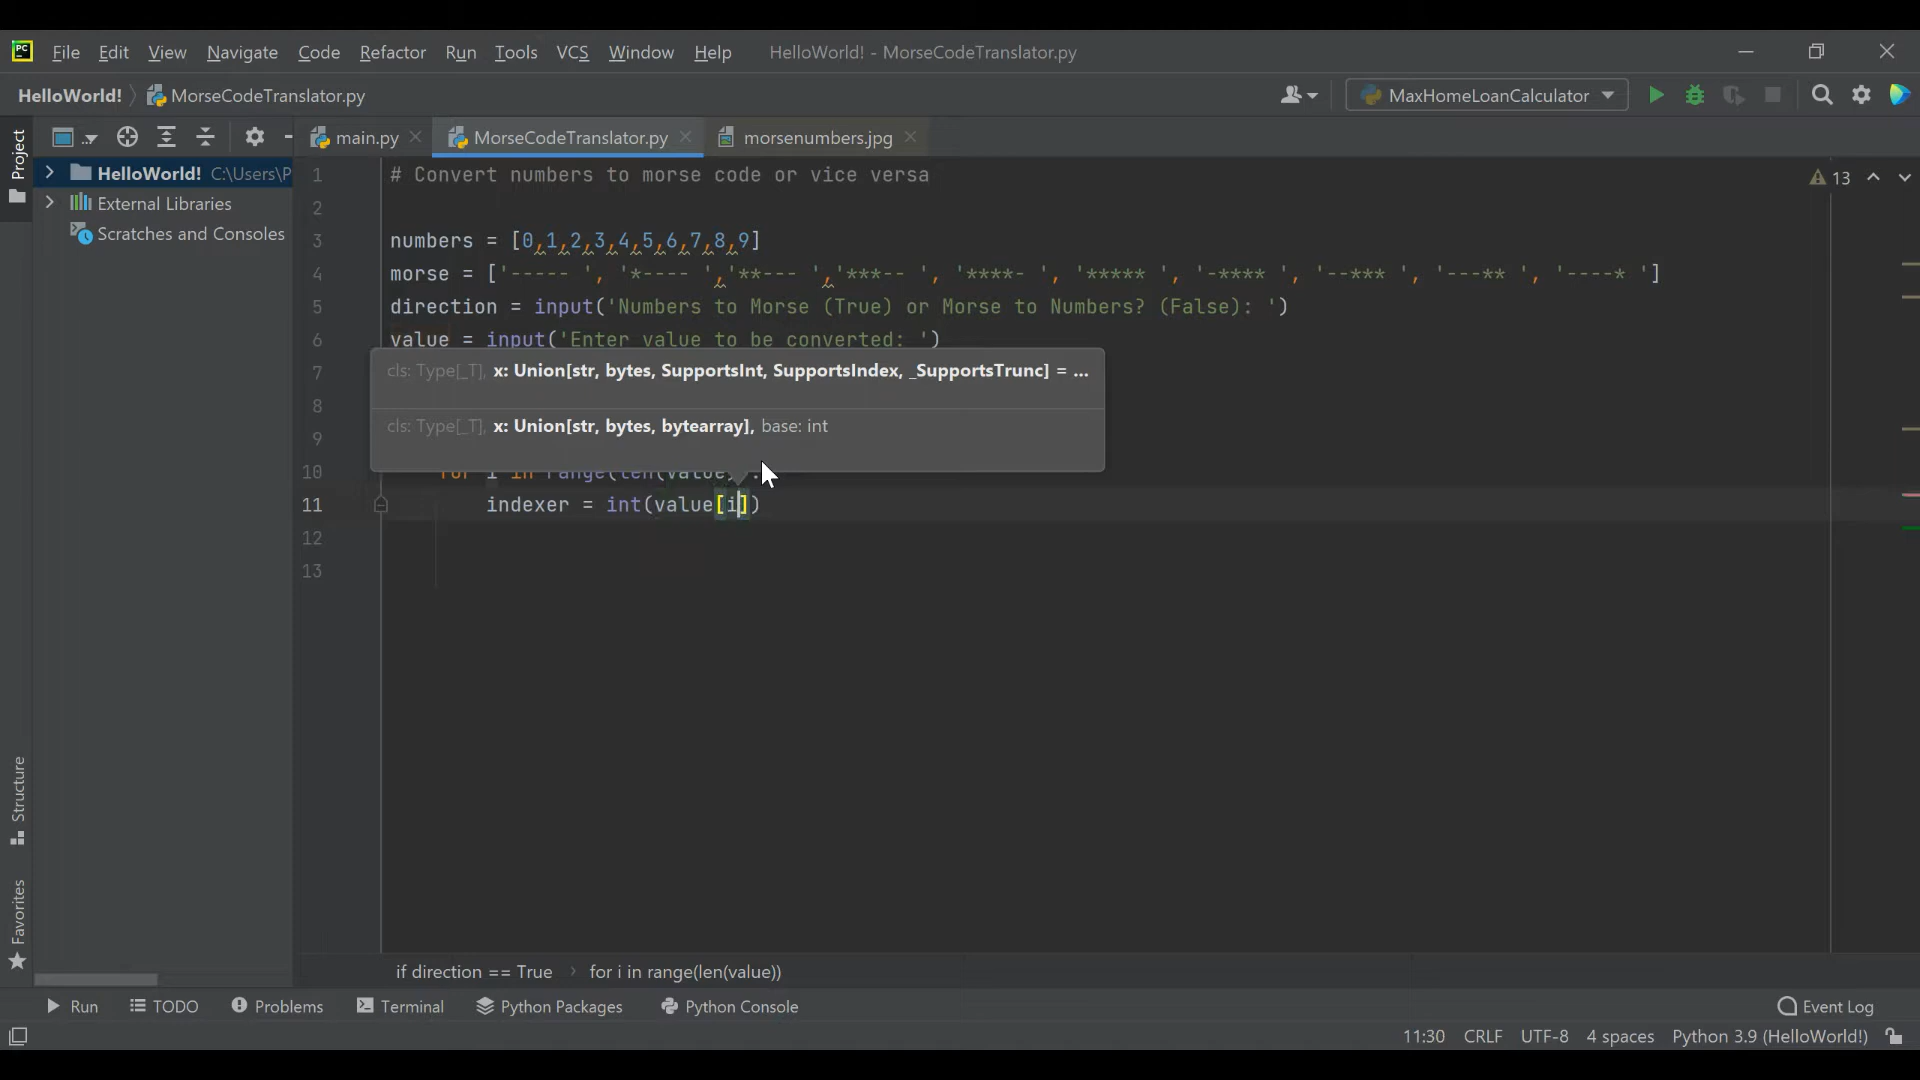 PC File Edit View Navigate Code Refactor Run Tools VCS Window Help HelloWorld! - MorseCodeTranslator.py
HelloWorld! MorseCodeTranslator.py MaxHomeLoanCalculator
Project main.py MorseCodeTranslator.py morsenumbers.jpg
HelloWorld! C:\Users\P
External Libraries
Scratches and Consoles
1 # Convert numbers to morse code or vice versa
13
2
3 numbers = [0,1,2,3,4,5,6,7,8,9]
4 morse = ['----- ', '*---- ','**--- ','***-- ', '****- ', '***** ', '-**** ', '--*** ', '---** ', '----* ']
5 direction = input('Numbers to Morse (True) or Morse to Numbers? (False): ')
6 value = input('Enter value to be converted: ')
7
cls: Type[_T], x: Union[str, bytes, SupportsInt, SupportsIndex, _SupportsTrunc] = ...
8
cls: Type[_T], x: Union[str, bytes, bytearray], base: int
9
10 for i in range(len(value)
11 indexer = int(value[i])
12
13
Structure
Favorites
if direction == True for i in range(len(value))
Run TODO Problems Terminal Python Packages Python Console Event Log
11:30 CRLF UTF-8 4 spaces Python 3.9 (HelloWorld!)